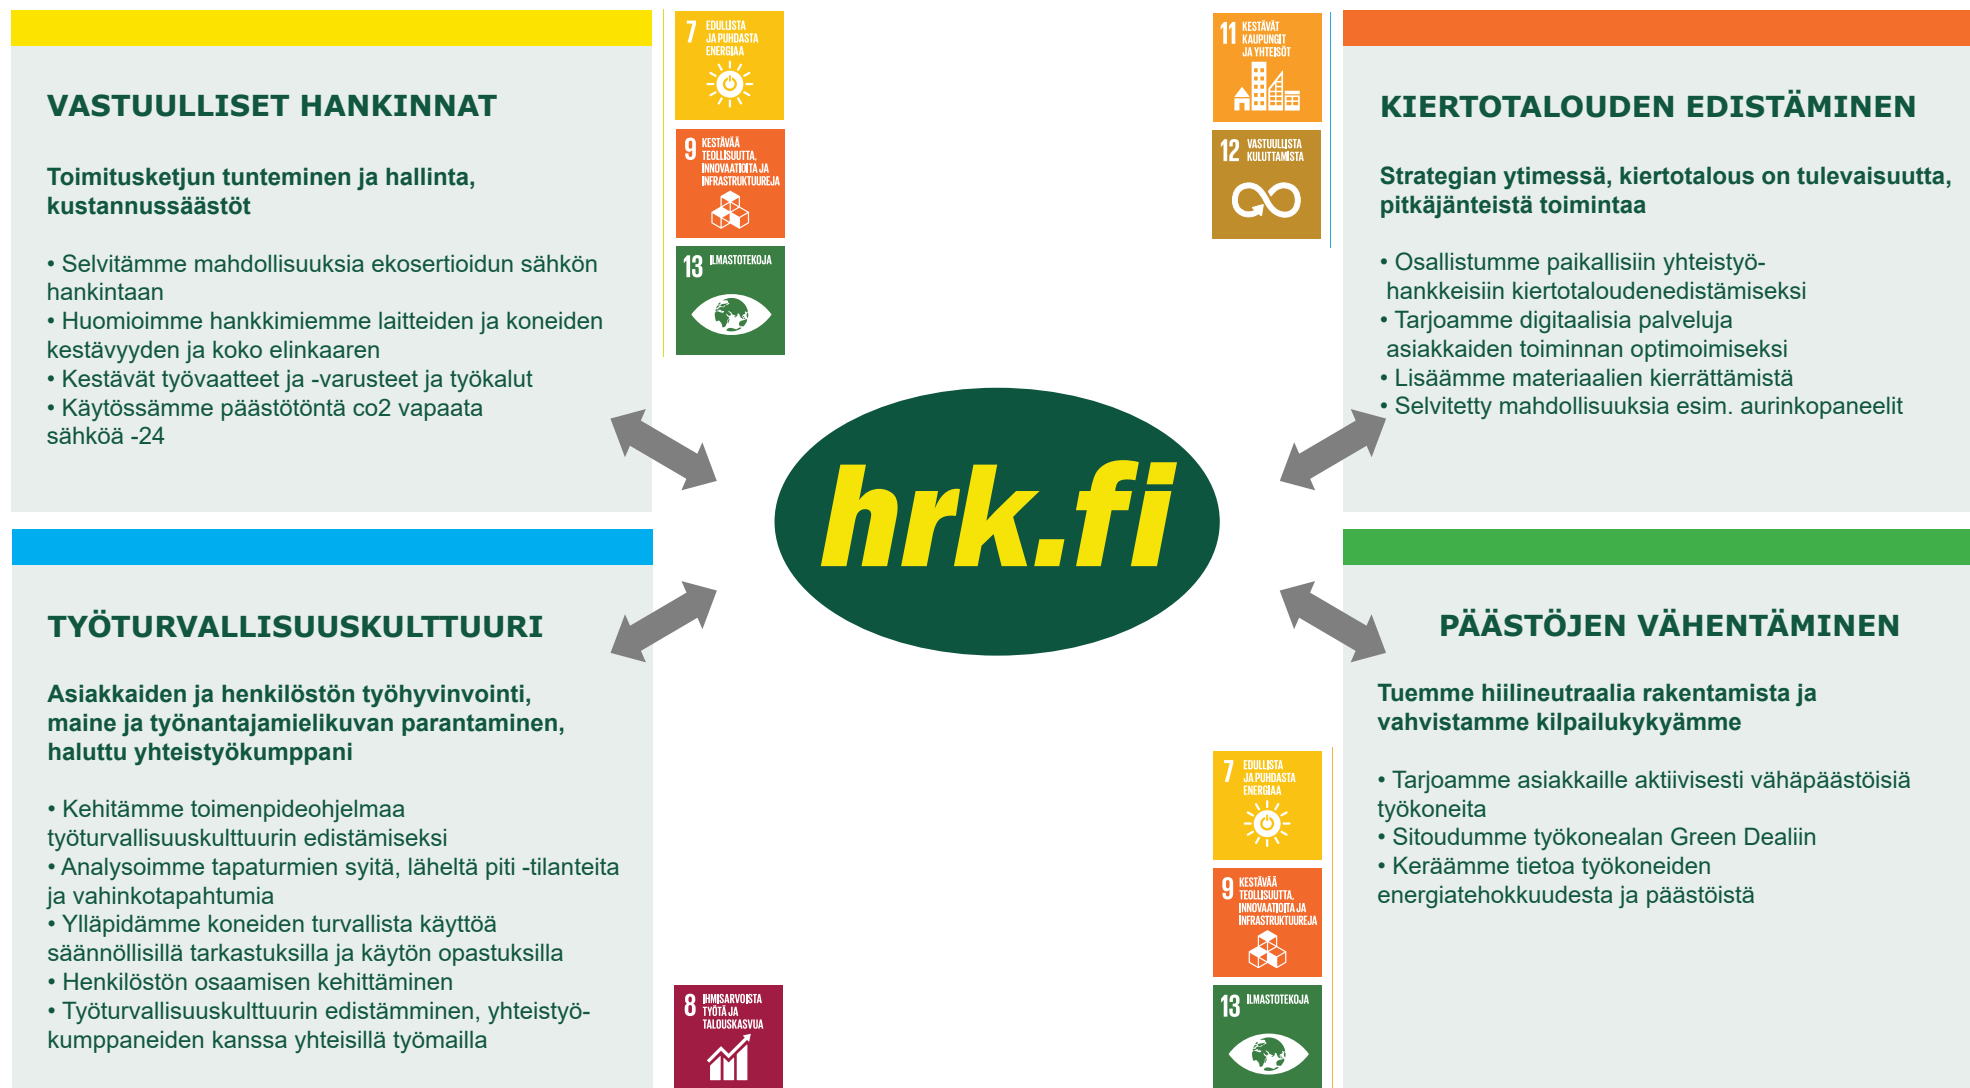 VASTUULLISET HANKINNAT
Toimitusketjun tunteminen ja hallinta,
kustannussäästöt
• Selvitämme mahdollisuuksia ekosertioidun sähkön
hankintaan
• Huomioimme hankkimiemme laitteiden ja koneiden
kestävyyden ja koko elinkaaren
• Kestävät työvaatteet ja -varusteet ja työkalut
• Käytössämme päästötöntä co2 vapaata
sähköä -24
7 EDULLISTA
JA PUHDASTA
ENERGIAA
9 KESTÄVÄÄ
TEOLLISUUTTA,
INNOVAATIOITA JA
INFRASTRUKTUUREJA
13 ILMASTOTEKOJA
11 KESTÄVÄT
KAUPUNGIT
JA YHTEISÖT
12 VASTUULLISTA
KULUTTAMISTA
KIERTOTALOUDEN EDISTÄMINEN
Strategian ytimessä, kiertotalous on tulevaisuutta,
pitkäjänteistä toimintaa
• Osallistumme paikallisiin yhteistyö-
hankkeisiin kiertotaloudenedistämiseksi
• Tarjoamme digitaalisia palveluja
asiakkaiden toiminnan optimoimiseksi
• Lisäämme materiaalien kierrättämistä
• Selvitetty mahdollisuuksia esim. aurinkopaneelit
hrk.fi
TYÖTURVALLISUUSKULTTUURI
Asiakkaiden ja henkilöstön työhyvinvointi,
maine ja työnantajamielikuvan parantaminen,
haluttu yhteistyökumppani
• Kehitämme toimenpideohjelmaa
työturvallisuuskulttuurin edistämiseksi
• Analysoimme tapaturmien syitä, läheltä piti -tilanteita
ja vahinkotapahtumia
• Ylläpidämme koneiden turvallista käyttöä
säännöllisillä tarkastuksilla ja käytön opastuksilla
• Henkilöstön osaamisen kehittäminen
• Työturvallisuuskulttuurin edistämminen, yhteistyö-
kumppaneiden kanssa yhteisillä työmailla
8 IHMISARVOISTA
TYÖTÄ JA
TALOUSKASVUA
7 EDULLISTA
JA PUHDASTA
ENERGIAA
9 KESTÄVÄÄ
TEOLLISUUTTA,
INNOVAATIOITA JA
INFRASTRUKTUUREJA
13 ILMASTOTEKOJA
PÄÄSTÖJEN VÄHENTÄMINEN
Tuemme hiilineutraalia rakentamista ja
vahvistamme kilpailukykyämme
• Tarjoamme asiakkaille aktiivisesti vähäpäästöisiä
työkoneita
• Sitoudumme työkonealan Green Dealiin
• Keräämme tietoa työkoneiden
energiatehokkuudesta ja päästöistä